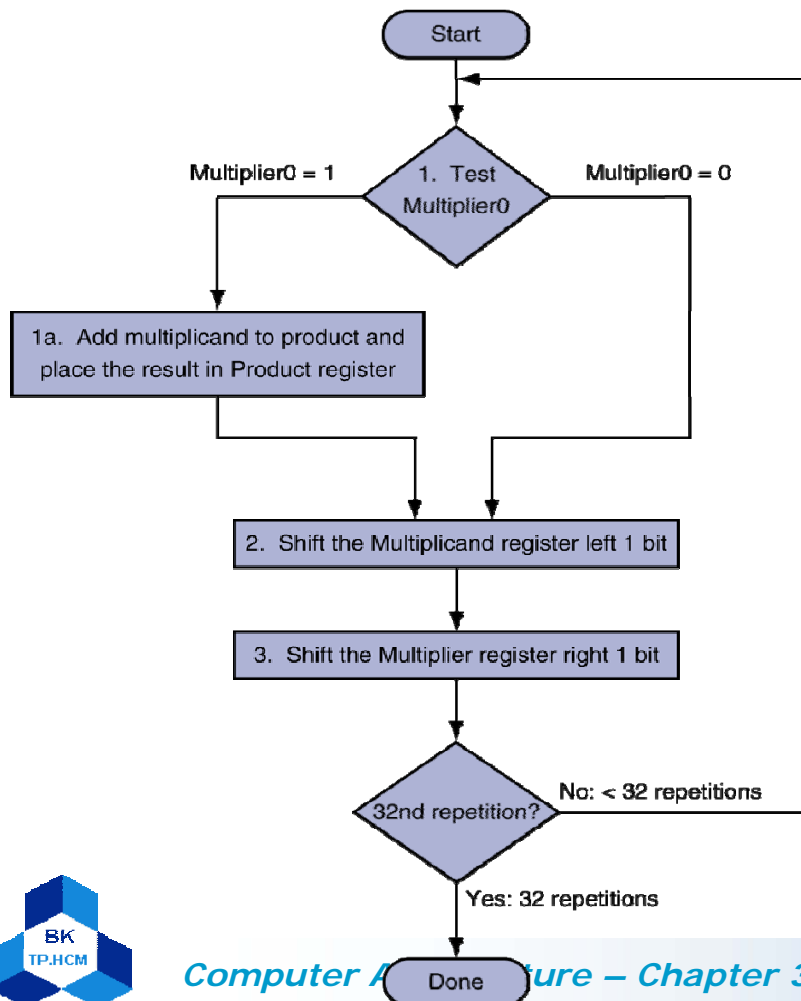 Start
Multiplier0 = 1
1. Test
Multiplier0
Multiplier0 = 0
1a. Add multiplicand to product and
place the result in Product register
2. Shift the Multiplicand register left 1 bit
3. Shift the Multiplier register right 1 bit
32nd repetition?
No: < 32 repetitions
Yes: 32 repetitions
BK
TP.HCM
Computer A ture – Chapter 3
Done